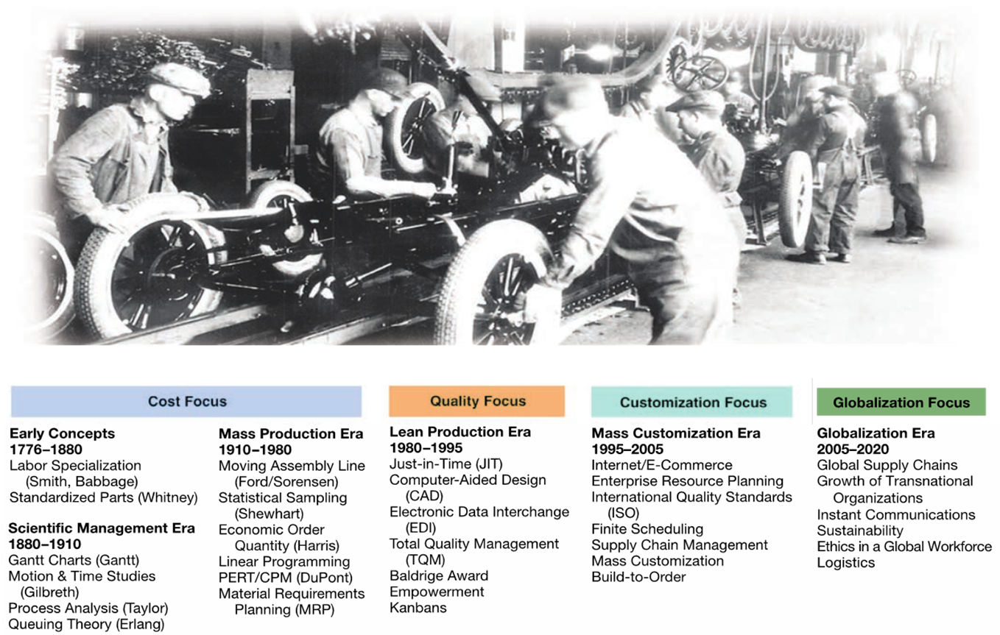 Cost Focus
Early Concepts
1776–1880
Labor Specialization
(Smith, Babbage)
Standardized Parts (Whitney)
Scientific Management Era
1880–1910
Gantt Charts (Gantt)
Motion & Time Studies
(Gilbreth)
Process Analysis (Taylor)
Queuing Theory (Erlang)
Mass Production Era
1910–1980
Moving Assembly Line
(Ford/Sorensen)
Statistical Sampling
(Shewhart)
Economic Order
Quantity (Harris)
Linear Programming
PERT/CPM (DuPont)
Material Requirements
Planning (MRP)
Quality Focus
Lean Production Era
1980–1995
Just-in-Time (JIT)
Computer-Aided Design
(CAD)
Electronic Data Interchange
(EDI)
Total Quality Management
(TQM)
Baldrige Award
Empowerment
Kanbans
Customization Focus
Mass Customization Era
1995–2005
Internet/E-Commerce
Enterprise Resource Planning
International Quality Standards
(ISO)
Finite Scheduling
Supply Chain Management
Mass Customization
Build-to-Order
Globalization Focus
Globalization Era
2005–2020
Global Supply Chains
Growth of Transnational
Organizations
Instant Communications
Sustainability
Ethics in a Global Workforce
Logistics